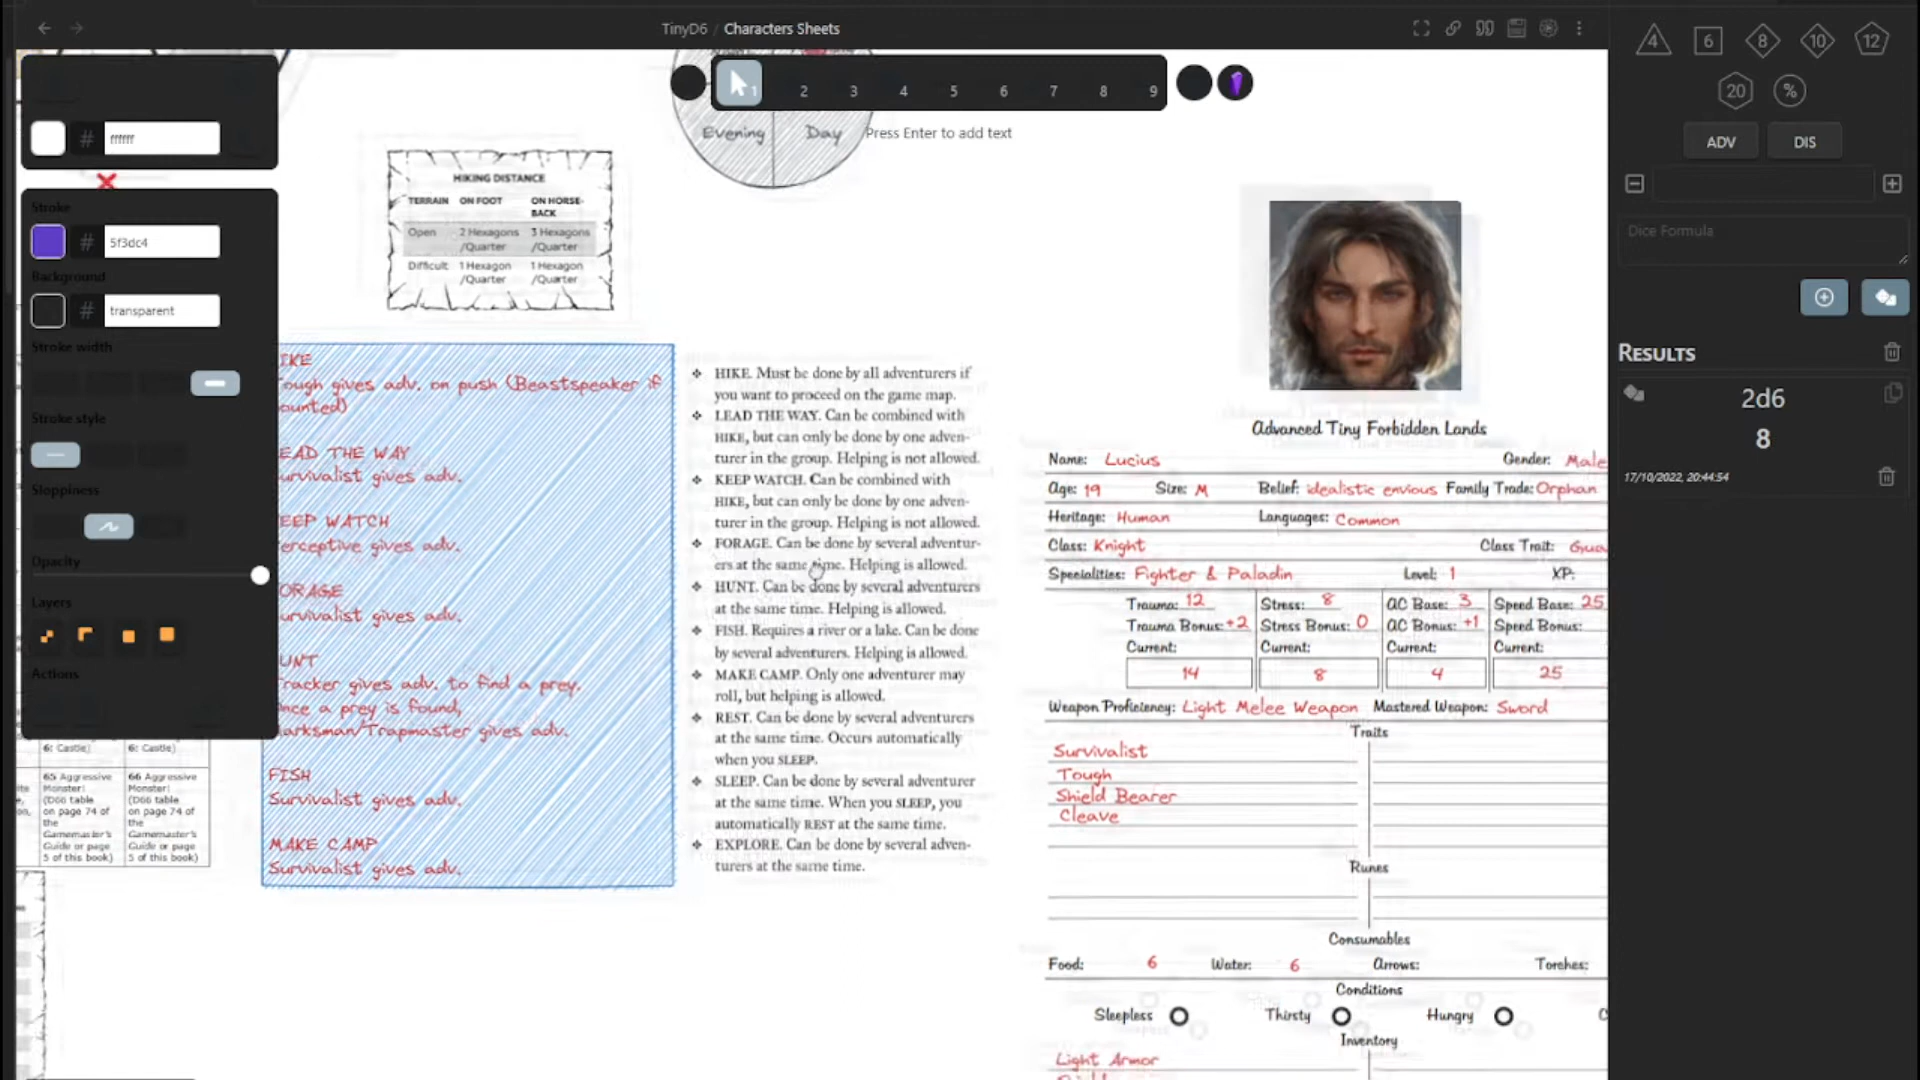 TinyD6 / Characters Sheets
1 2 3 4 5 6 7 8 9
Press Enter to add text
# ffffff
Stroke
# 5f3dc4
Background
# transparent
Stroke width
Stroke style
Sloppiness
Opacity
Layers
Actions
Evening Day
HIKING DISTANCE
TERRAIN ON FOOT ON HORSE-
BACK
Open 2 Hexagons 3 Hexagons
/Quarter /Quarter
Difficult 1 Hexagon 1 Hexagon
/Quarter /Quarter
IKE
ough gives adv. on push (Beastspeaker if
ounted)
EAD THE WAY
urvivalist gives adv.
EEP WATCH
erceptive gives adv.
ORAGE
urvivalist gives adv.
UNT
racker gives adv. to find a prey.
nce a prey is found,
arksman/Trapmaster gives adv.
FISH
Survivalist gives adv.
MAKE CAMP
Survivalist gives adv.
6: Castle) 6: Castle)
65 Aggressive 66 Aggressive
Monster: Monster:
(D66 table (D66 table
on page 74 of on page 74 of
the the
Gamemaster's Gamemaster's
Guide or page Guide or page
5 of this book) 5 of this book)
❖ HIKE. Must be done by all adventurers if
you want to proceed on the game map.
❖ LEAD THE WAY. Can be combined with
HIKE, but can only be done by one adven-
turer in the group. Helping is not allowed.
❖ KEEP WATCH. Can be combined with
HIKE, but can only be done by one adven-
turer in the group. Helping is not allowed.
❖ FORAGE. Can be done by several adventur-
ers at the same time. Helping is allowed.
❖ HUNT. Can be done by several adventurers
at the same time. Helping is allowed.
❖ FISH. Requires a river or a lake. Can be done
by several adventurers. Helping is allowed.
❖ MAKE CAMP. Only one adventurer may
roll, but helping is allowed.
❖ REST. Can be done by several adventurers
at the same time. Occurs automatically
when you SLEEP.
❖ SLEEP. Can be done by several adventurer
at the same time. When you SLEEP, you
automatically REST at the same time.
❖ EXPLORE. Can be done by several adven-
turers at the same time.
Advanced Tiny Forbidden Lands
Name: Lucius Gender: Male
Age: 19 Size: M Belief: idealistic envious Family Trade: Orphan
Heritage: Human Languages: Common
Class: Knight Class Trait: Gua
Specialities: Fighter & Paladin Level: 1 XP:
Trauma: 12 Stress: 8 AC Base: 3 Speed Base: 25
Trauma Bonus: +2 Stress Bonus: 0 AC Bonus: +1 Speed Bonus:
Current: Current: Current: Current:
14 8 4 25
Weapon Proficiency: Light Melee Weapon Mastered Weapon: Sword
Traits
Survivalist
Tough
Shield Bearer
Cleave
Runes
Consumables
Food: 6 Water: 6 Arrows: Torches:
Conditions
Sleepless Thirsty Hungry C
Inventory
Light Armor
4 6 8 10 12
20 %
ADV DIS
Dice Formula
RESULTS
2d6
8
17/10/2022, 20:44:54